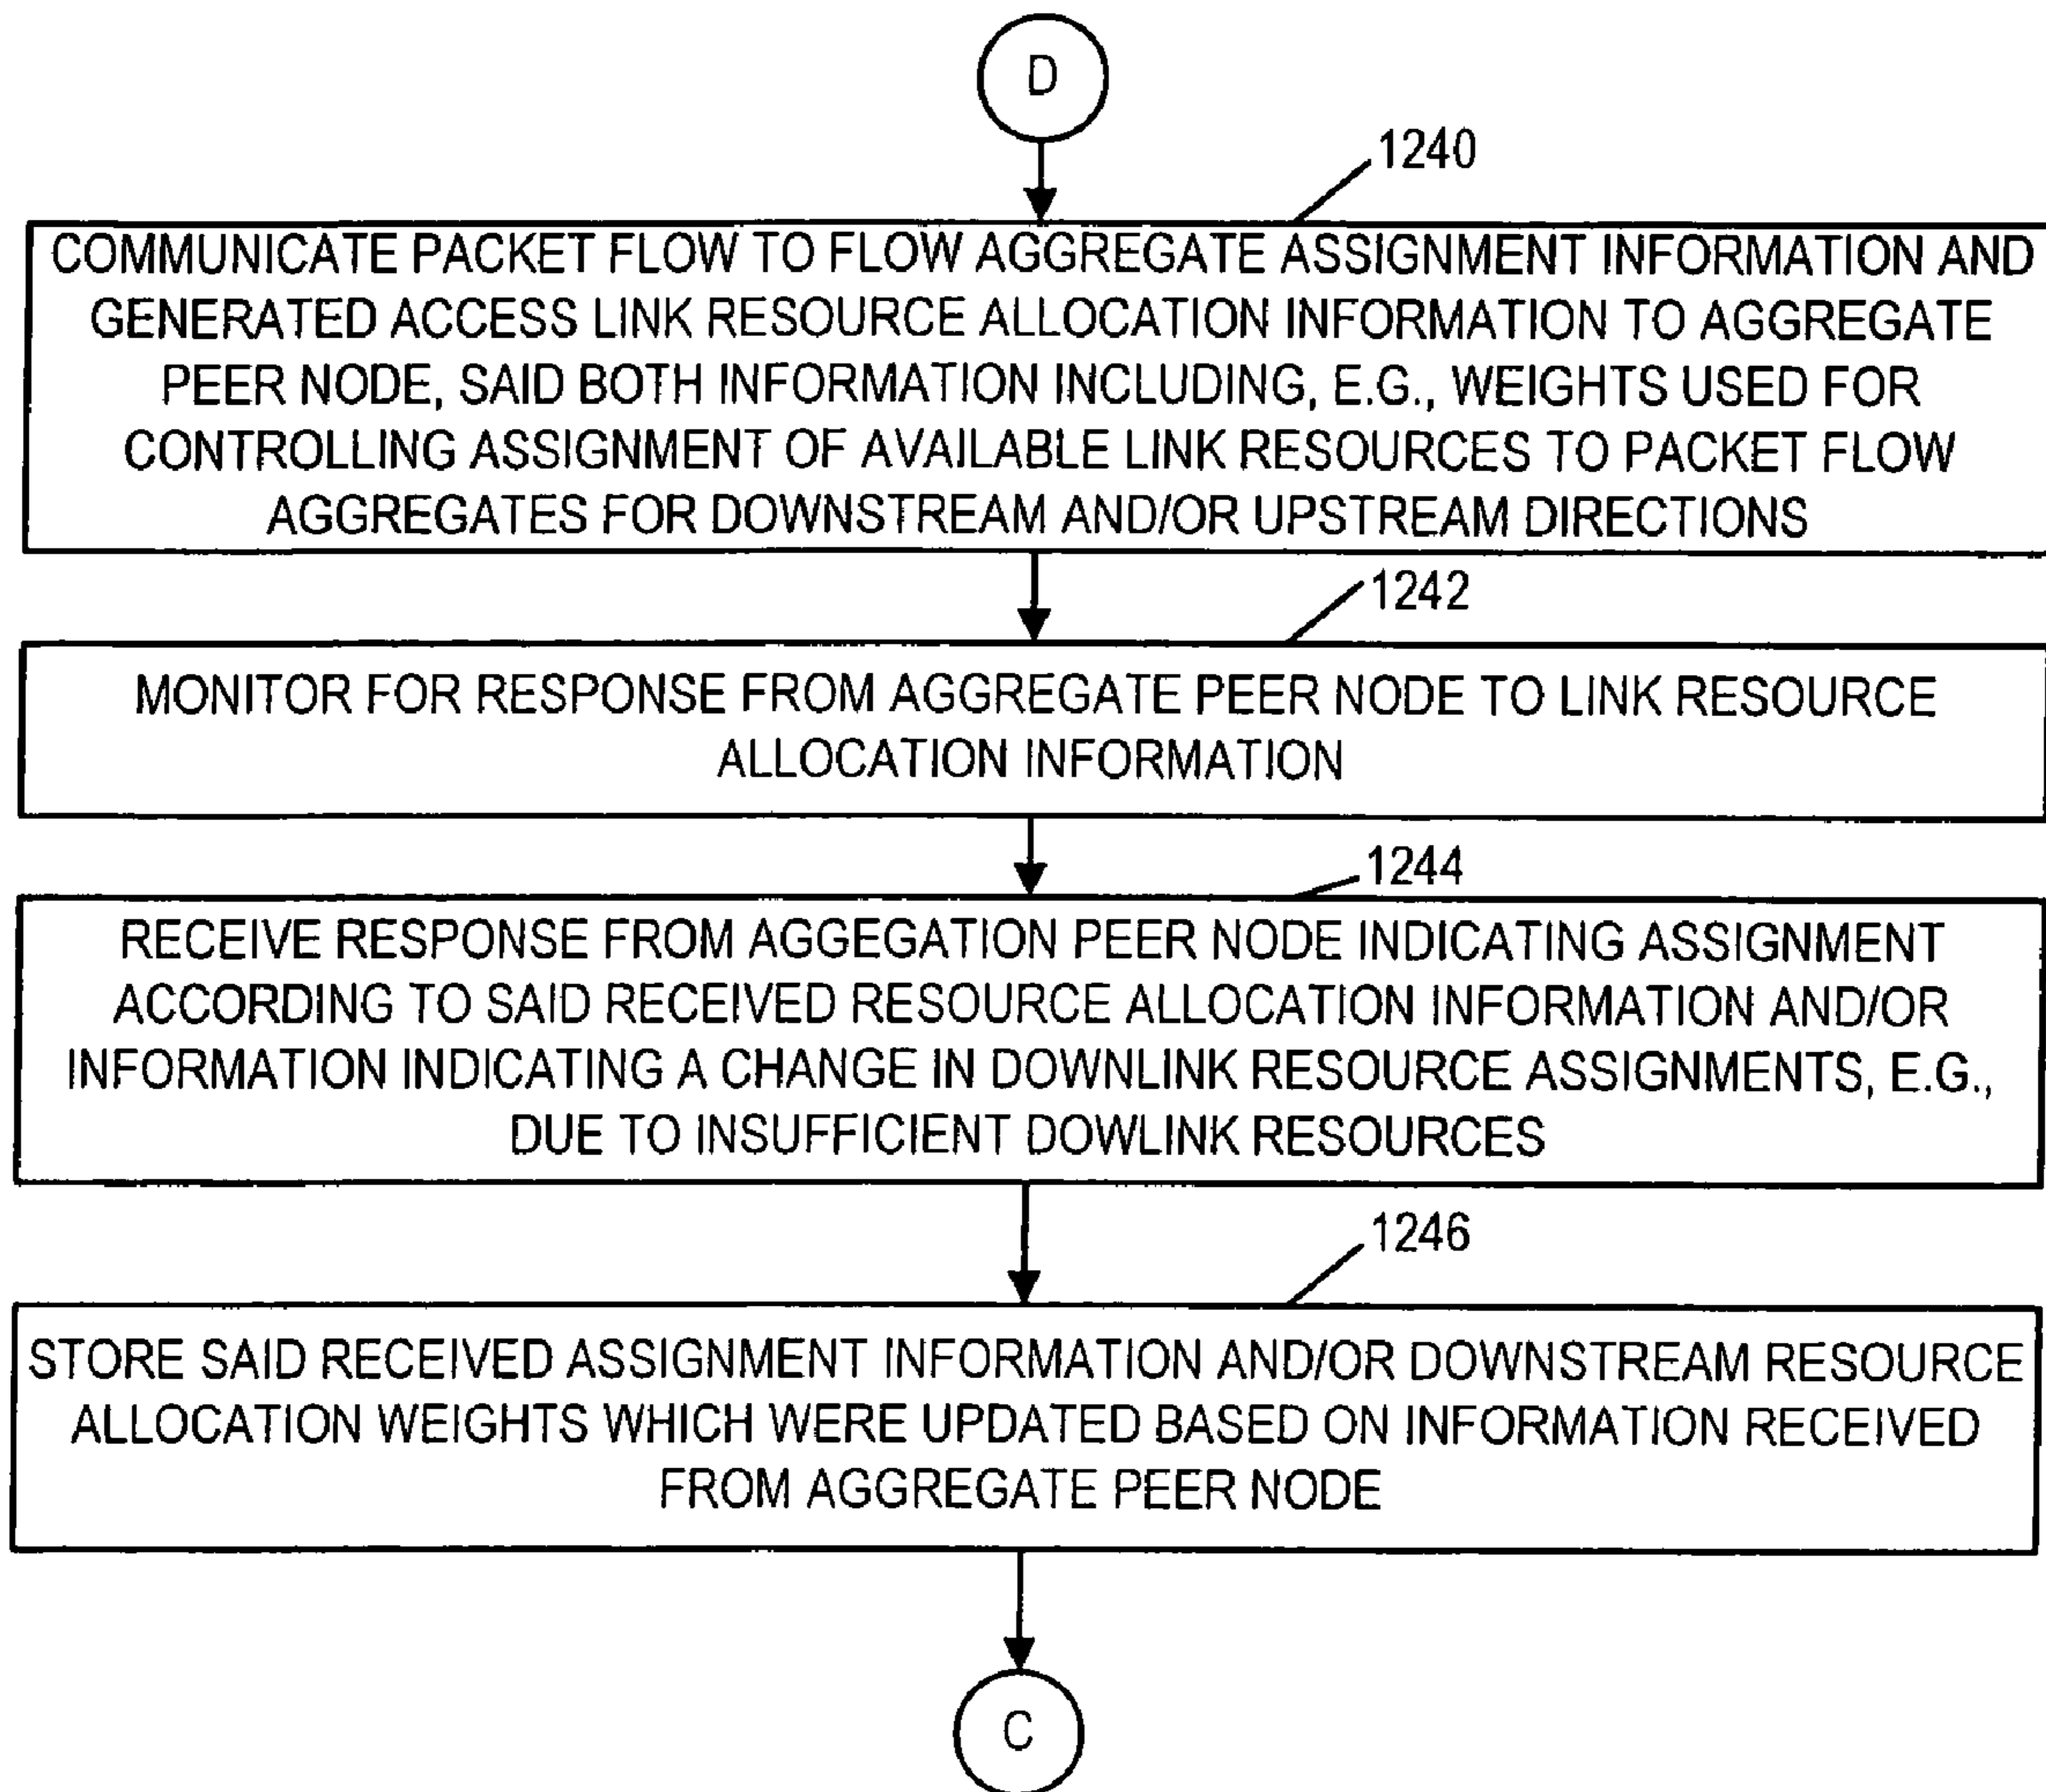 D
1240
COMMUNICATE PACKET FLOW TO FLOW AGGREGATE ASSIGNMENT INFORMATION AND
GENERATED ACCESS LINK RESOURCE ALLOCATION INFORMATION TO AGGREGATE
PEER NODE, SAID BOTH INFORMATION INCLUDING, E.G., WEIGHTS USED FOR
CONTROLLING ASSIGNMENT OF AVAILABLE LINK RESOURCES TO PACKET FLOW
AGGREGATES FOR DOWNSTREAM AND/OR UPSTREAM DIRECTIONS
1242
MONITOR FOR RESPONSE FROM AGGREGATE PEER NODE TO LINK RESOURCE
ALLOCATION INFORMATION
1244
RECEIVE RESPONSE FROM AGGEGATION PEER NODE INDICATING ASSIGNMENT
ACCORDING TO SAID RECEIVED RESOURCE ALLOCATION INFORMATION AND/OR
INFORMATION INDICATING A CHANGE IN DOWNLINK RESOURCE ASSIGNMENTS, E.G.,
DUE TO INSUFFICIENT DOWLINK RESOURCES
1246
STORE SAID RECEIVED ASSIGNMENT INFORMATION AND/OR DOWNSTREAM RESOURCE
ALLOCATION WEIGHTS WHICH WERE UPDATED BASED ON INFORMATION RECEIVED
FROM AGGREGATE PEER NODE
C